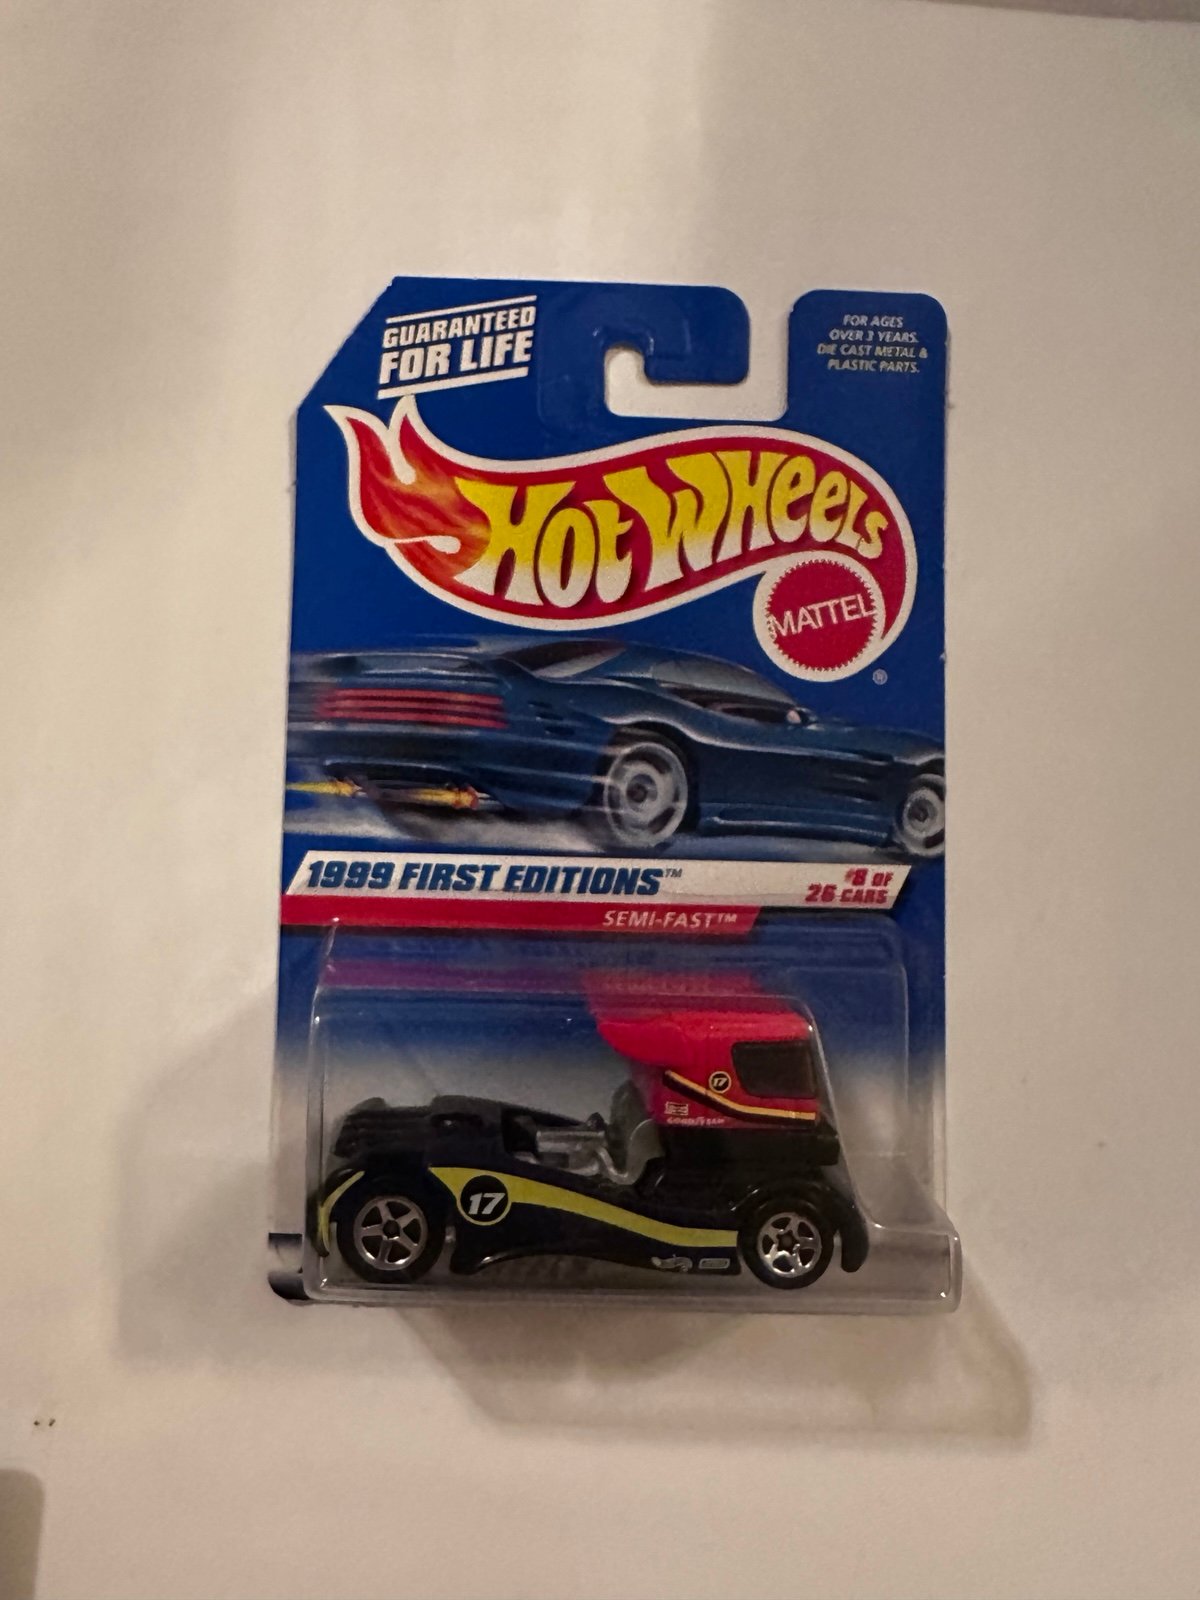 GUARANTEED
FOR LIFE
FOR AGES
OVER 3 YEARS.
DIE CAST METAL &
PLASTIC PARTS.
HOT WHEELS
MATTEL
®
1999 FIRST EDITIONS™
#8 OF
26 CARS
SEMI-FAST™
17
GOODYEAR
17